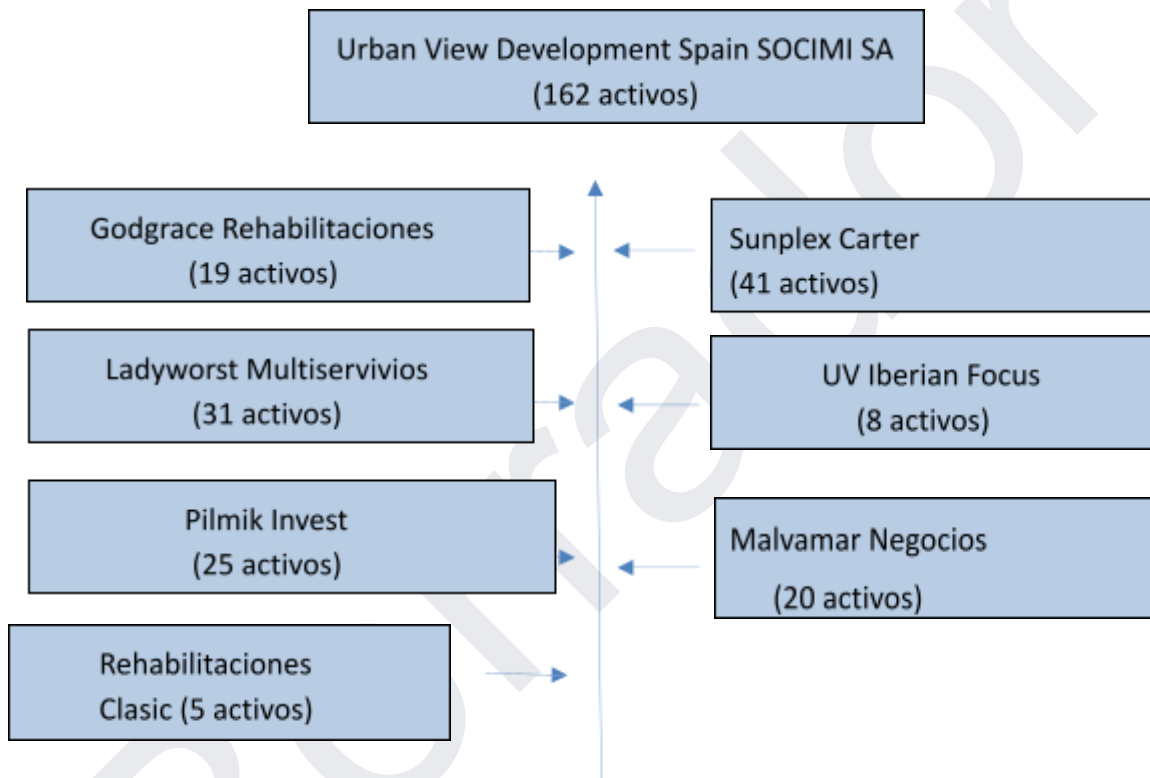 Urban View Development Spain SOCIMI SA
(162 activos)
Godgrace Rehabilitaciones
(19 activos)
Sunplex Carter
(41 activos)
Ladyworst Multiservivios
(31 activos)
UV Iberian Focus
(8 activos)
Pilmik Invest
(25 activos)
Malvamar Negocios
(20 activos)
Rehabilitaciones
Clasic (5 activos)
Borrador